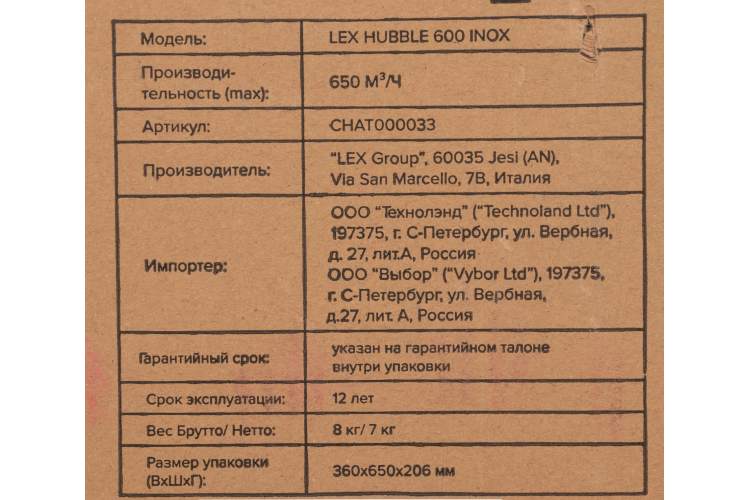 Модель: LEX HUBBLE 600 INOX
Производи-
тельность (max):
650 М³/Ч
Артикул: CHAT000033
Производитель:
"LEX Group", 60035 Jesi (AN),
Via San Marcello, 7B, Италия
Импортер:
ООО "Технолэнд" ("Technoland Ltd"),
197375, г. С-Петербург, ул. Вербная,
д. 27, лит.А, Россия
ООО "Выбор" ("Vybor Ltd"), 197375,
г. С-Петербург, ул. Вербная,
д.27, лит. А, Россия
Гарантийный срок:
указан на гарантийном талоне
внутри упаковки
Срок эксплуатации: 12 лет
Вес Брутто/ Нетто: 8 кг/ 7 кг
Размер упаковки
(ВхШхГ):
360х650х206 мм